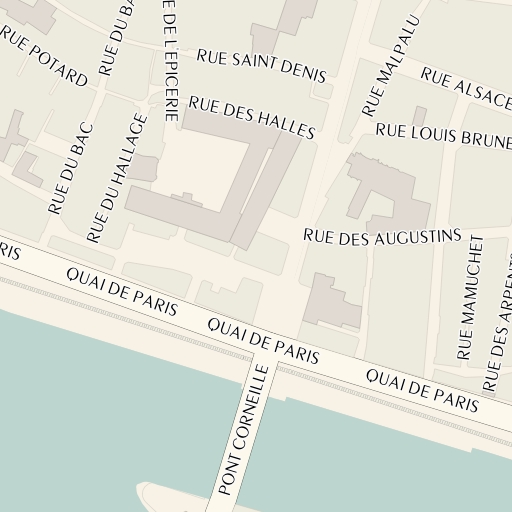 RUE POTARD
RUE DU BA
E DE L'EPICERIE
RUE SAINT DENIS
RUE MALPALU
RUE ALSACE
RUE DES HALLES
RUE LOUIS BRUNE
RUE DU BAC
RUE DU HALLAGE
RUE DES AUGUSTINS
RUE MAMUCHET
RUE DES ARPENTS
ARIS
QUAI DE PARIS
QUAI DE PARIS
QUAI DE PARIS
PONT CORNEILLE